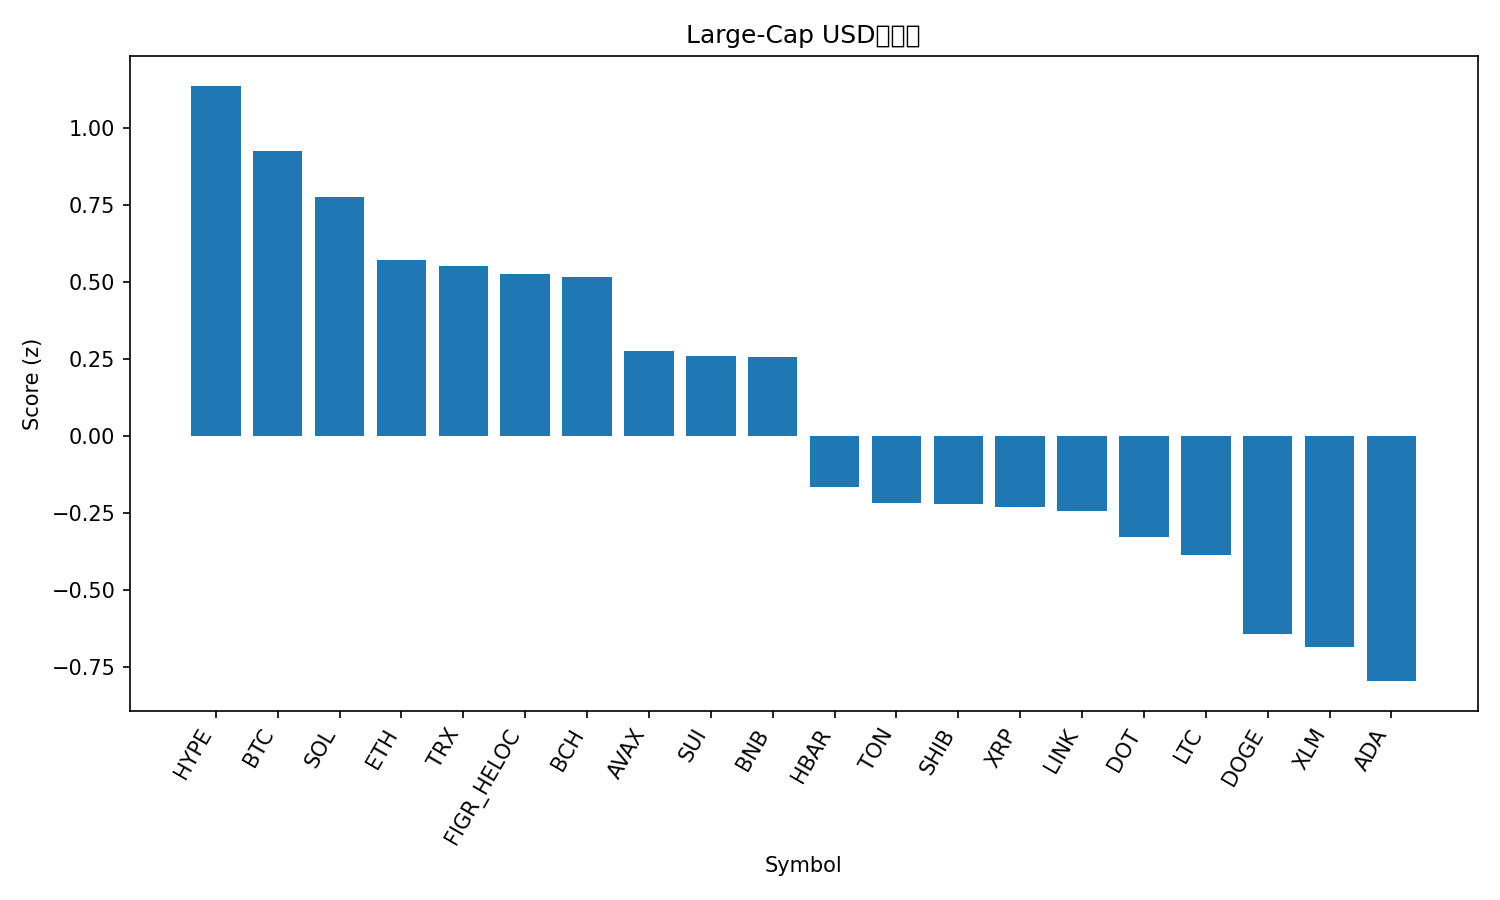 Large-Cap USD
Score (z)
1.00
0.75
0.50
0.25
0.00
−0.25
−0.50
−0.75
HYPE
BTC
SOL
ETH
TRX
FIGR_HELOC
BCH
AVAX
SUI
BNB
HBAR
TON
SHIB
XRP
LINK
DOT
LTC
DOGE
XLM
ADA
Symbol